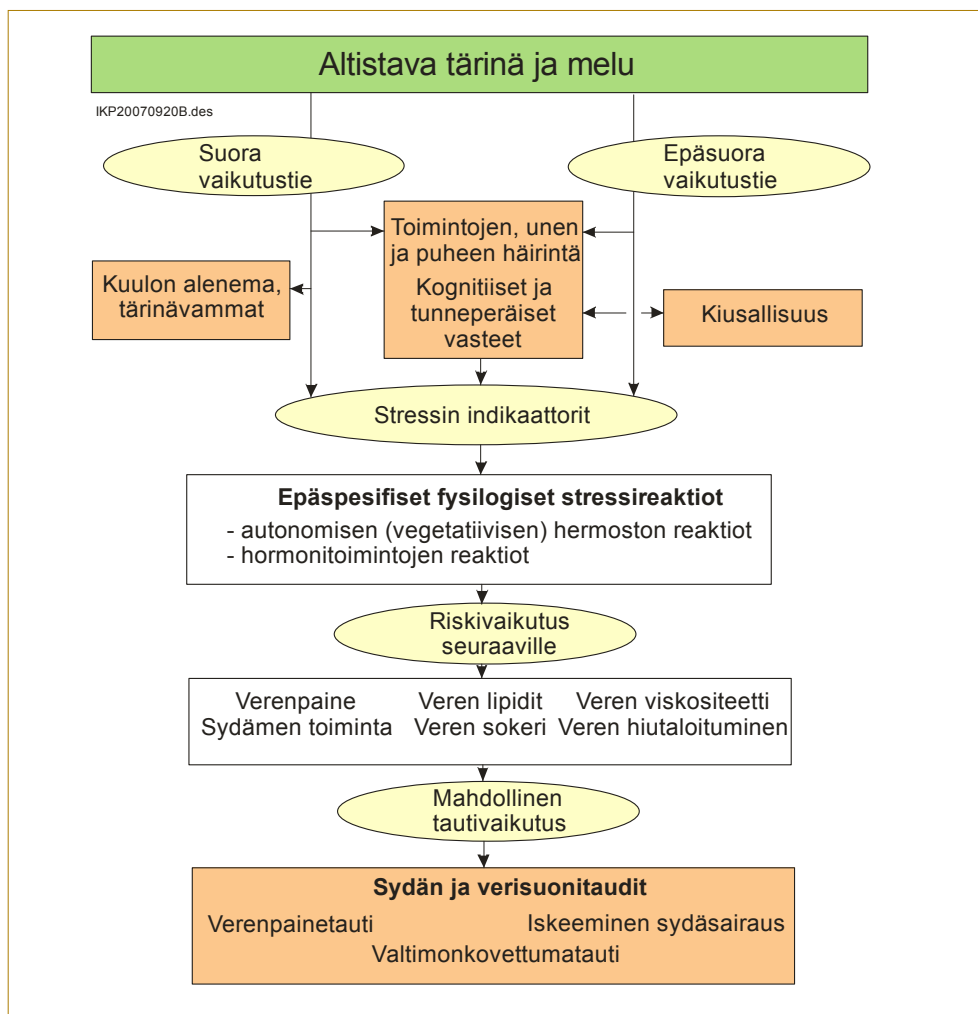 Altistava tärinä ja melu
IKP20070920B.des
Suora
vaikutustie
Epäsuora
vaikutustie
Toimintojen, unen
ja puheen häirintä
Kognitiiset ja
tunneperäiset
vasteet
Kuulon alenema,
tärinävammat
Kiusallisuus
Stressin indikaattorit
Epäspesifiset fysilogiset stressireaktiot
- autonomisen (vegetatiivisen) hermoston reaktiot
- hormonitoimintojen reaktiot
Riskivaikutus
seuraaville
Verenpaine Veren lipidit Veren viskositeetti
Sydämen toiminta Veren sokeri Veren hiutaloituminen
Mahdollinen
tautivaikutus
Sydän ja verisuonitaudit
Verenpainetauti Iskeeminen sydäsairaus
Valtimonkovettumatauti